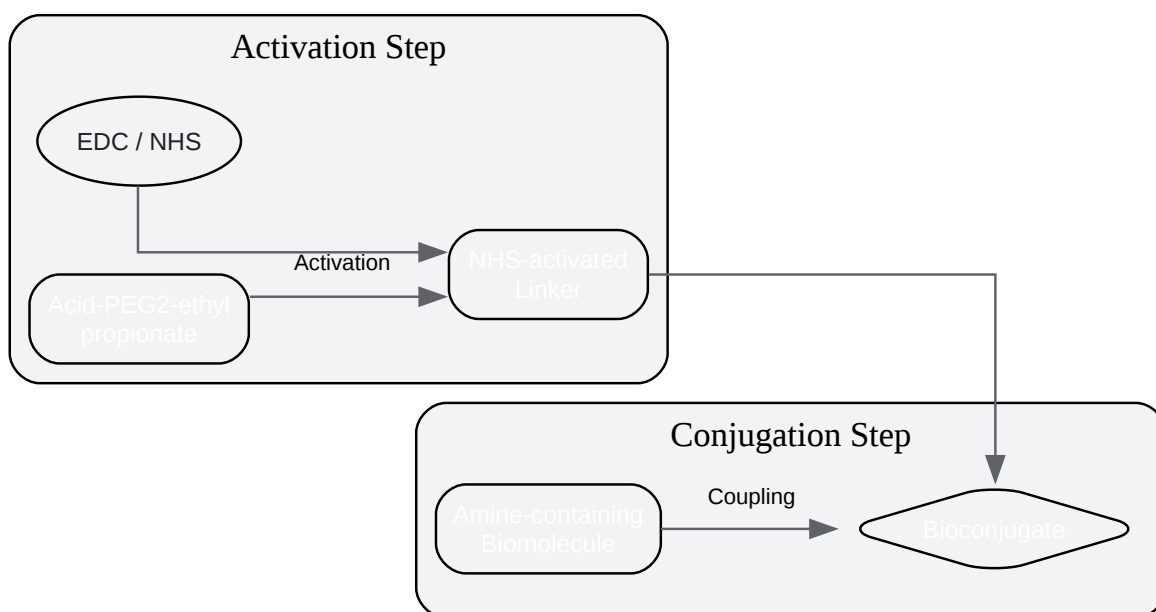 Activation Step
EDC / NHS
Activation
NHS-activated
Linker
Acid-PEG2-ethyl
propionate
Conjugation Step
Coupling
Amine-containing
Biomolecule
Bioconjugate